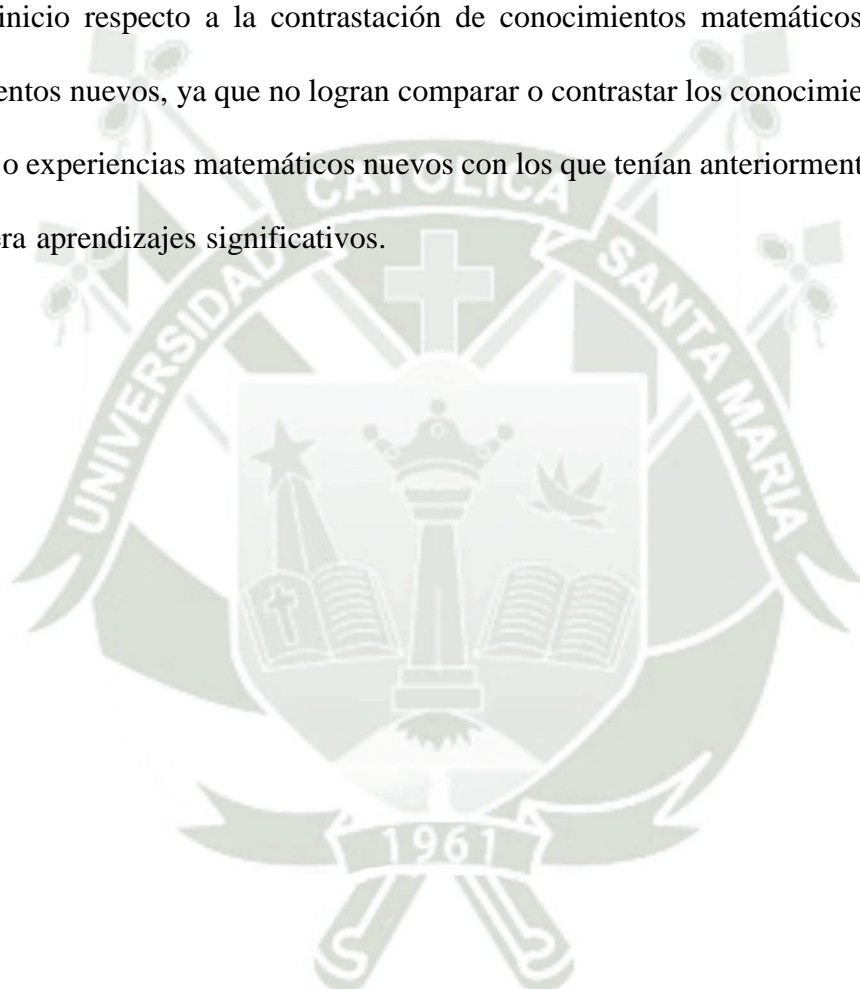 inicio respecto a la contrastación de conocimientos matemáticos
entos nuevos, ya que no logran comparar o contrastar los conocimie
o experiencias matemáticos nuevos con los que tenían anteriorment
era aprendizajes significativos.
UNIVERSIDAD CATOLICA SANTA MARIA
1961